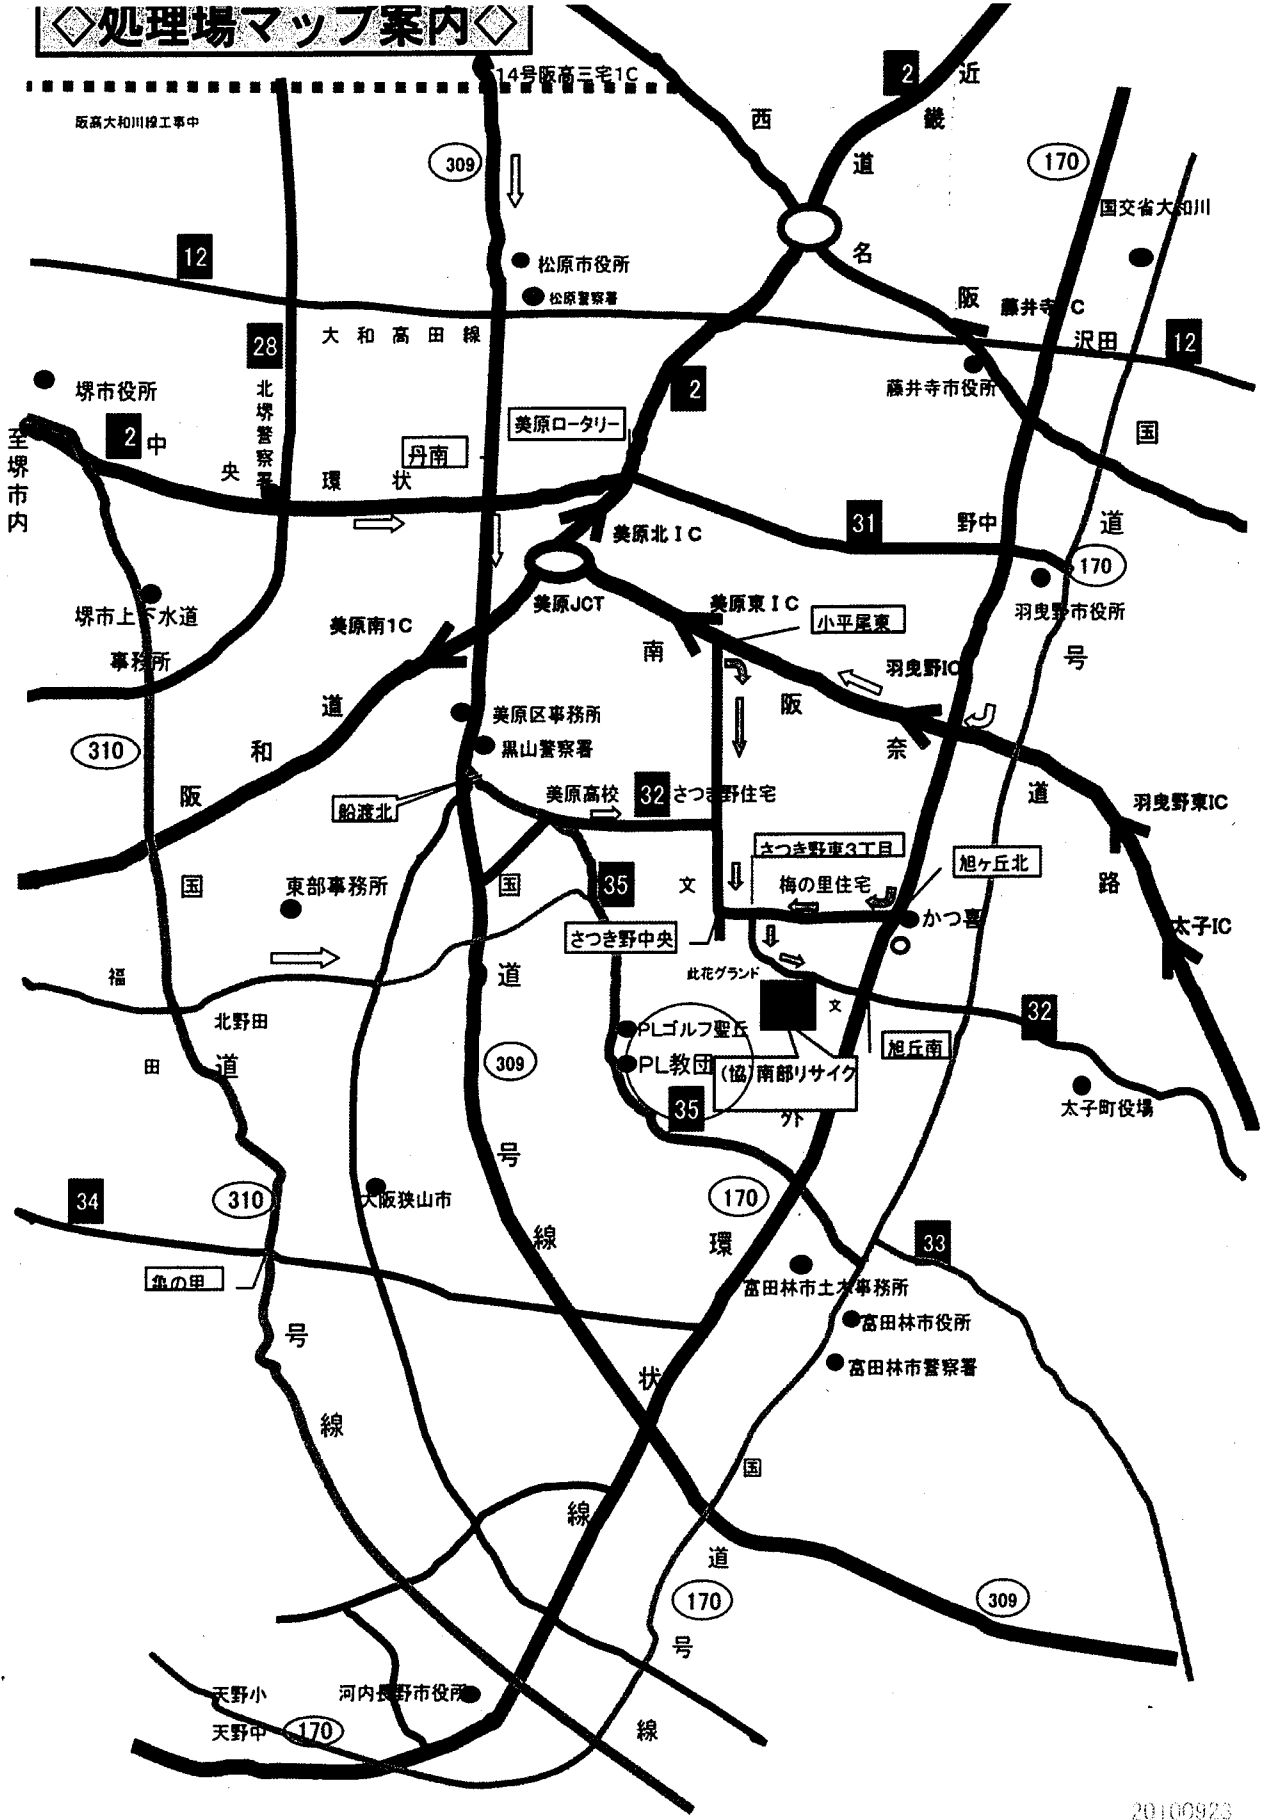 ◇処理場マップ案内◇
14号阪高三宅1C
阪高大和川線工事中
2
近
畿
道
西
名
阪
国
道
309
170
国交省大和川
12
松原市役所
松原警察署
大和高田線
藤井寺IC
沢田
12
28
北堺警察署
堺市役所
2
藤井寺市役所
2
中
央
環
状
至堺市内
丹南
美原ロータリー
31
野中
170
号
美原北IC
美原JCT
美原東IC
小平尾東
羽曳野市役所
堺市上下水道
事務所
美原南1C
南
阪
奈
道
路
羽曳野IC
道
和
阪
310
美原区事務所
黒山警察署
船渡北
美原高校
32
さつき野住宅
羽曳野東IC
さつき野東3丁目
旭ヶ丘北
国
東部事務所
国
35
文
梅の里住宅
かつ喜
太子IC
さつき野中央
此花グランド
福
田
北野田
道
道
文
32
PLゴルフ聖丘
PL教団
(協)南部リサイク
旭丘南
309
35
太子町役場
号
34
310
大阪狭山市
170
環
線
33
亀の里
富田林市土木事務所
富田林市役所
富田林市警察署
号
状
線
国
線
道
170
号
309
天野小
天野中
河内長野市役所
170
線
20100923